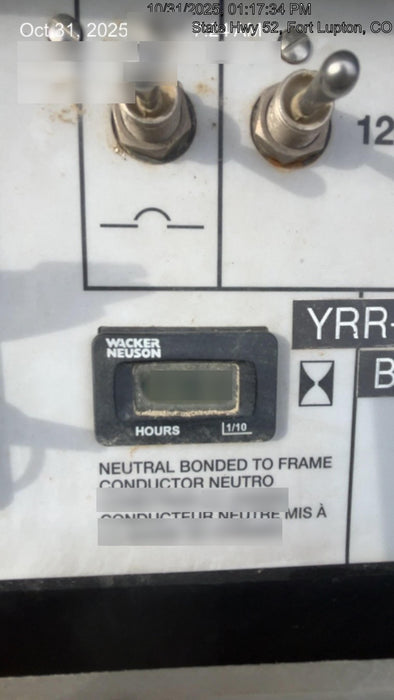 10/31/2025 01:17:34 PM
Oct 31, 2025
State Hwy 52, Fort Lupton, CO
12
YRR-
B
WACKER
NEUSON
HOURS 1/10
NEUTRAL BONDED TO FRAME
CONDUCTOR NEUTRO
CONDUCTEUR NEUTRE MIS À